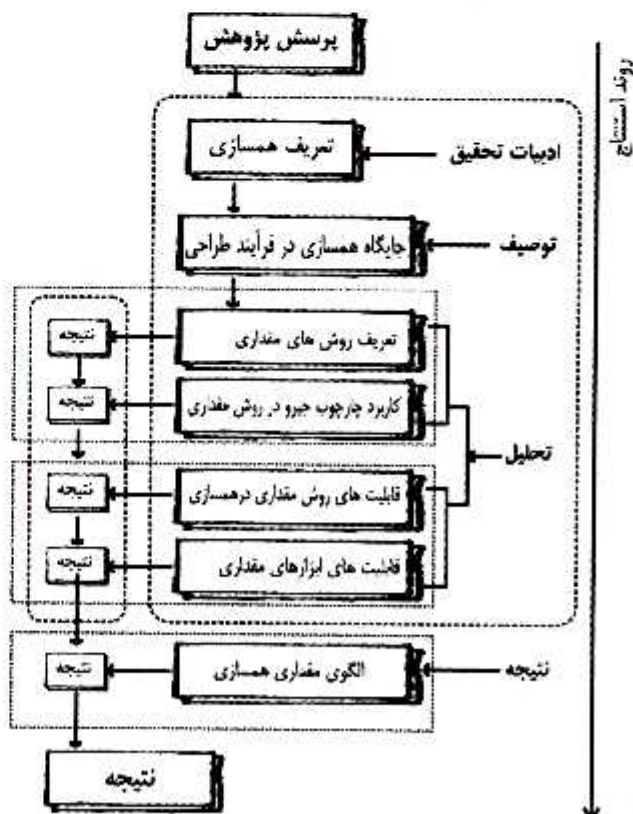 پرسش پژوهش
روند استنتاج
تعریف همسازی
ادبیات تحقیق
جایگاه همسازی در فرآیند طراحی
توصیف
تعریف روش های مقداری
نتیجه
کاربرد چارچوب جیرو در روش مقداری
نتیجه
تحلیل
قابلیت های روش مقداری درهمسازی
نتیجه
قابلیت های ابزارهای مقداری
نتیجه
نتیجه
الگوی مقداری همسازی
نتیجه
نتیجه